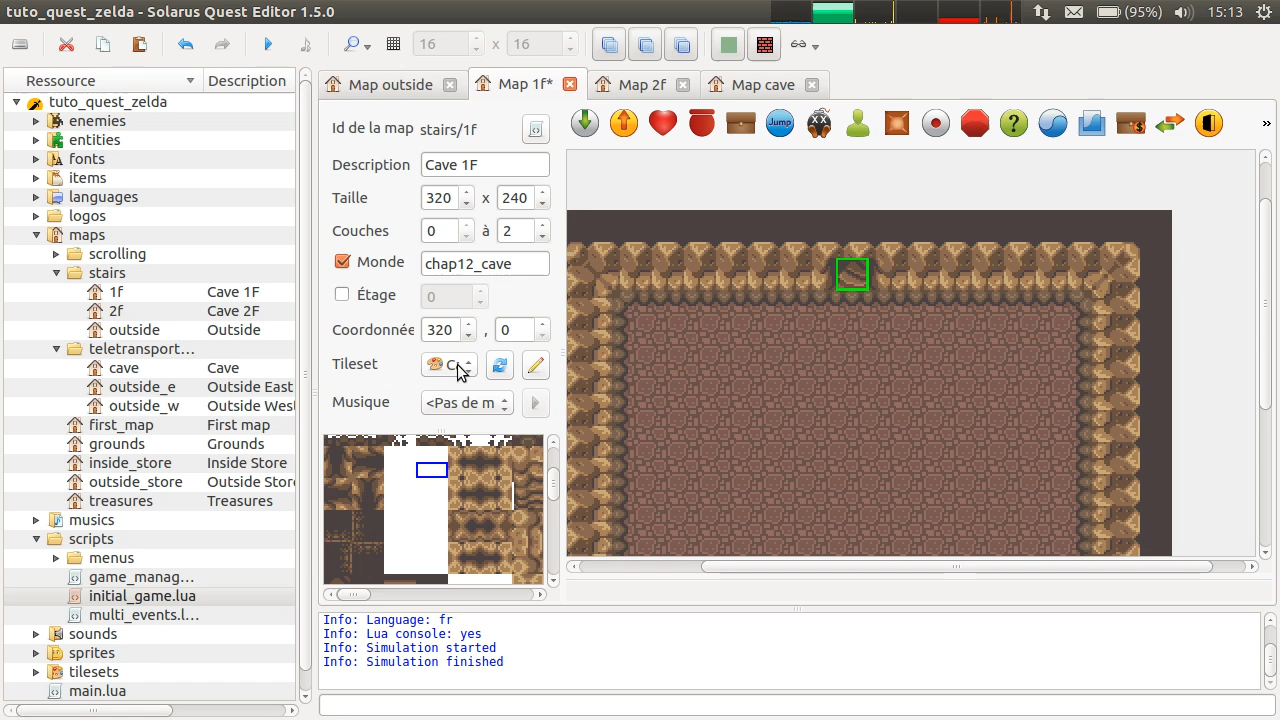 tuto_quest_zelda - Solarus Quest Editor 1.5.0
(95%)
15:13
16 x 16
Ressource Description
tuto_quest_zelda
enemies
entities
fonts
items
languages
logos
maps
scrolling
stairs
1f Cave 1F
2f Cave 2F
outside Outside
teletransport...
cave Cave
outside_e Outside East
outside_w Outside Wes
first_map First map
grounds Grounds
inside_store Inside Store
outside_store Outside Stor
treasures Treasures
musics
scripts
menus
game_manag...
initial_game.lua
multi_events.l...
sounds
sprites
tilesets
main.lua
Map outside
Map 1f*
Map 2f
Map cave
Jump
»
Id de la map stairs/1f
Description Cave 1F
Taille 320 x 240
Couches 0 à 2
Monde chap12_cave
Étage 0
Coordonnée 320 , 0
Tileset C
Musique <Pas de m
Info: Language: fr
Info: Lua console: yes
Info: Simulation started
Info: Simulation finished